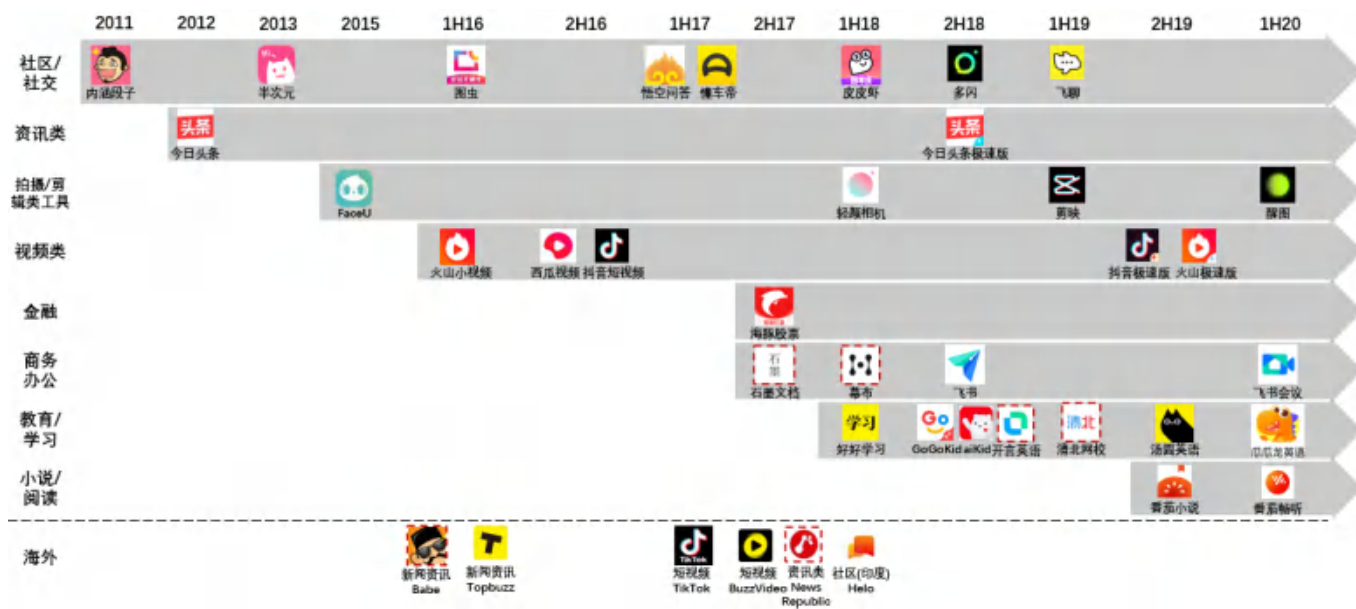 2011 2012 2013 2015 1H16 2H16 1H17 2H17 1H18 2H18 1H19 2H19 1H20
社区/
社交
内涵段子 半次元 图虫 悟空问答 懂车帝 皮皮虾 多闪 飞聊
资讯类
头条 头条
今日头条 今日头条极速版
拍摄/剪
辑类工具
FaceU 轻颜相机 剪映 醒图
视频类
火山小视频 西瓜视频 抖音短视频 抖音极速版 火山极速版
金融
海豚股票
商务
办公
石墨
石墨文档 幕布 飞书 飞书会议
教育/
学习
学习 Go 清北
好好学习 GoGoKid aiKid 开言英语 清北网校 汤圆英语 瓜瓜龙英语
小说/
阅读
番茄小说 番茄畅听
海外
TikTok
新闻资讯 新闻资讯 短视频 短视频 资讯类 社区(印度)
Babe Topbuzz TikTok BuzzVideo News Helo
Republic